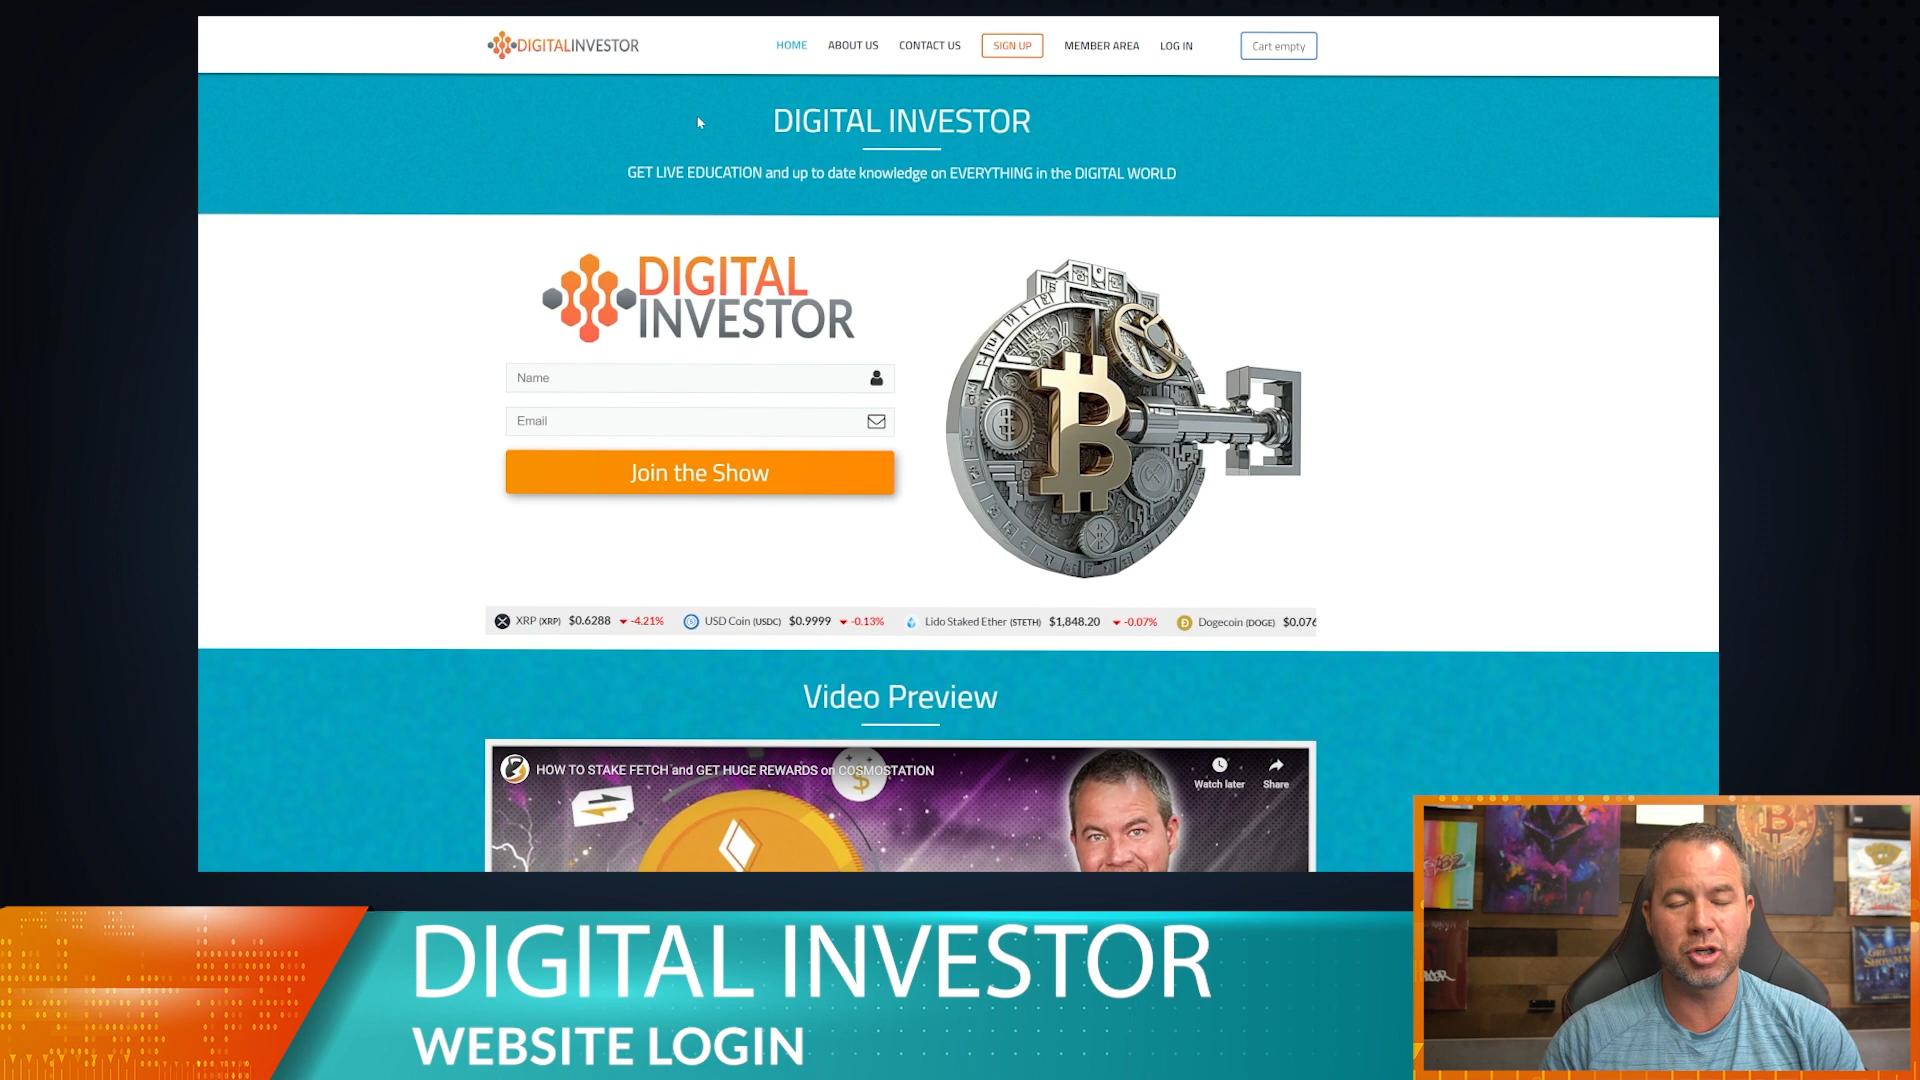 DIGITALINVESTOR
HOME ABOUT US CONTACT US SIGN UP MEMBER AREA LOG IN Cart empty
DIGITAL INVESTOR
GET LIVE EDUCATION and up to date knowledge on EVERYTHING in the DIGITAL WORLD
DIGITAL
INVESTOR
Name
Email
Join the Show
XRP (XRP) $0.6288 -4.21% USD Coin (USDC) $0.9999 -0.13% Lido Staked Ether (STETH) $1,848.20 -0.07% Dogecoin (DOGE) $0.076
Video Preview
HOW TO STAKE FETCH and GET HUGE REWARDS on COSMOSTATION
Watch later Share
DIGITAL INVESTOR
WEBSITE LOGIN